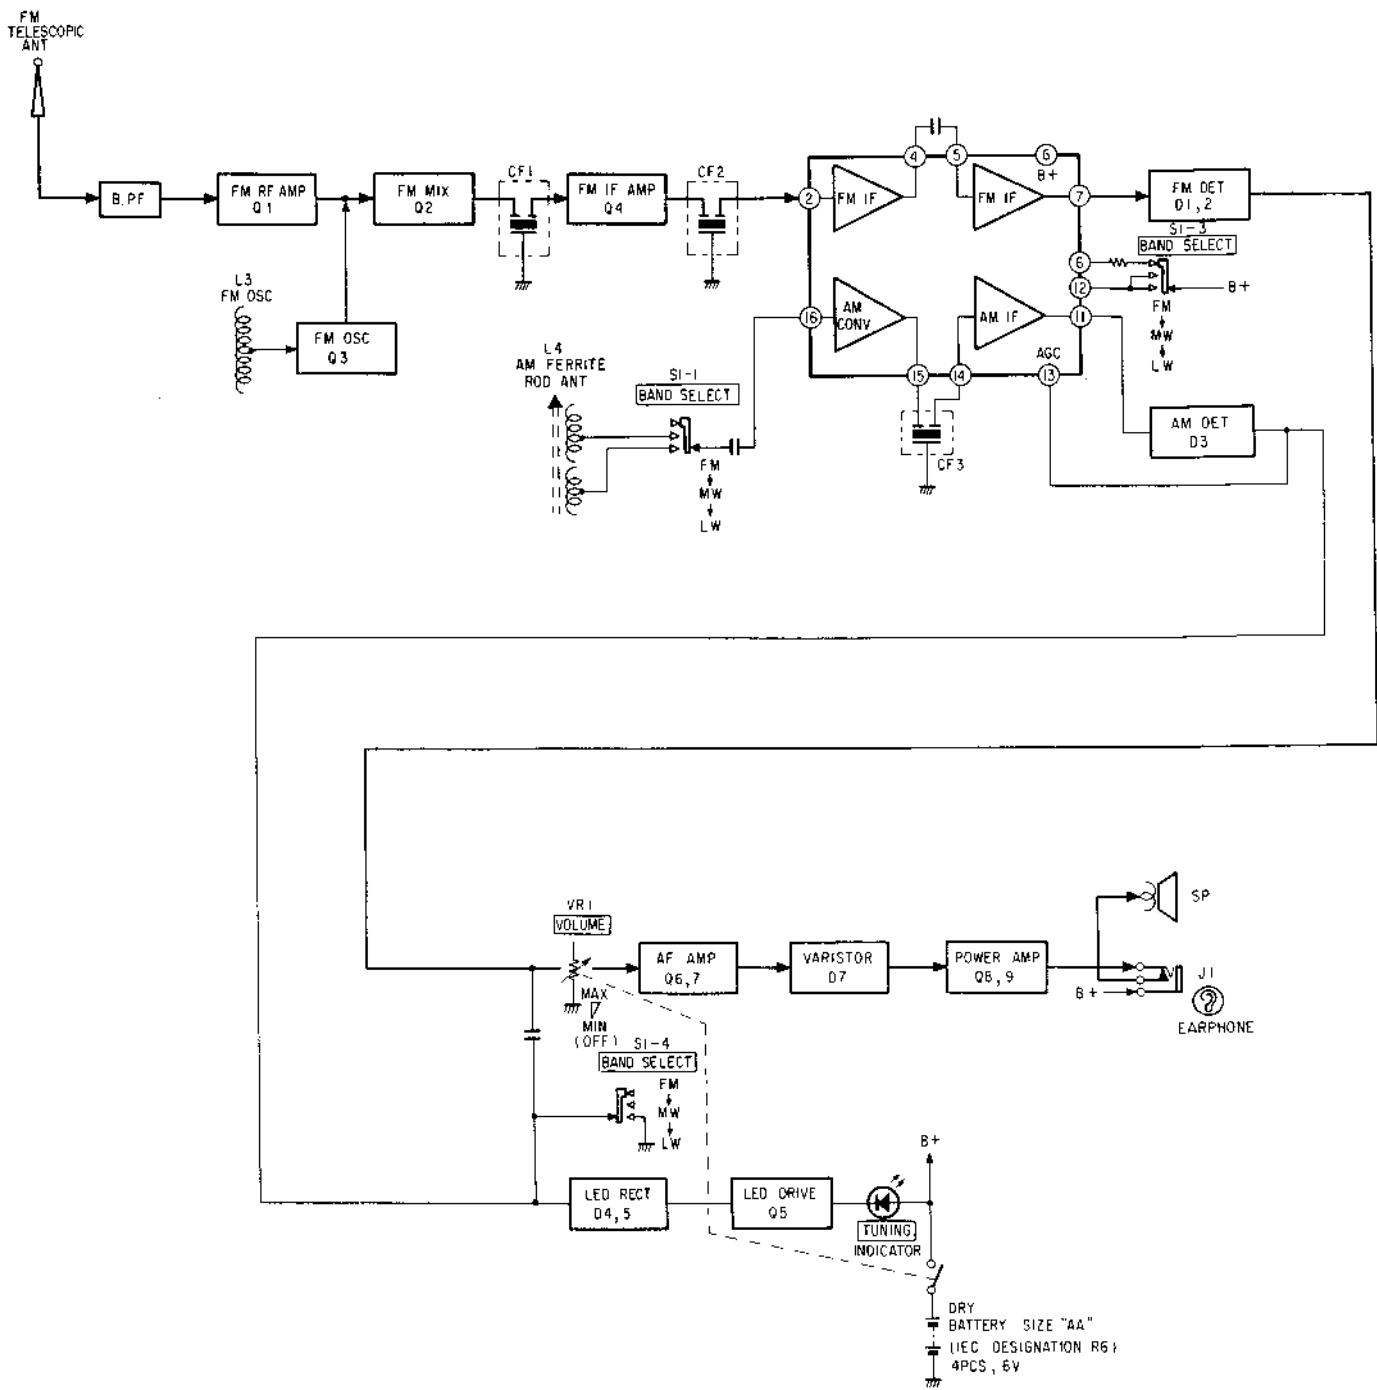 FM
TELESCOPIC
ANT
B.PF
FM RF AMP
Q1
FM MIX
Q2
CF1
FM IF AMP
Q4
CF2
2
FM IF
4
5
6
B+
FM IF
7
FM DET
D1,2
S1-3
BAND SELECT
6
12
B+
FM
MW
LW
L3
FM OSC
FM OSC
Q3
16
AM
CONV
AM IF
11
AGC
15
14
13
CF3
AM DET
D3
L4
AM FERRITE
ROD ANT
S1-1
BAND SELECT
FM
MW
LW
VR1
VOLUME
MAX
MIN
(OFF)
AF AMP
Q6,7
VARISTOR
D7
POWER AMP
Q8,9
SP
J1
B+
EARPHONE
S1-4
BAND SELECT
FM
MW
LW
LED RECT
D4,5
LED DRIVE
Q5
B+
TUNING
INDICATOR
DRY
BATTERY SIZE "AA"
(IEC DESIGNATION R6)
4PCS, 6V